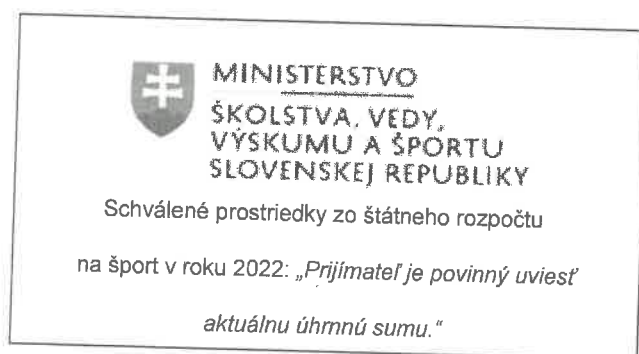 MINISTERSTVO
ŠKOLSTVA, VEDY,
VÝSKUMU A ŠPORTU
SLOVENSKEJ REPUBLIKY
Schválené prostriedky zo štátneho rozpočtu
na šport v roku 2022: „Prijímateľ je povinný uviesť
aktuálnu úhrnnú sumu.“